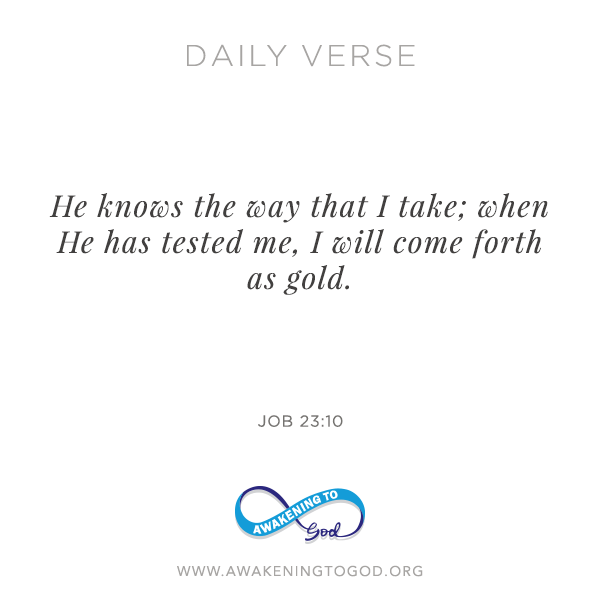 DAILY VERSE
He knows the way that I take; when
He has tested me, I will come forth
as gold.
JOB 23:10
AWAKENING TO
God
WWW.AWAKENINGTOGOD.ORG